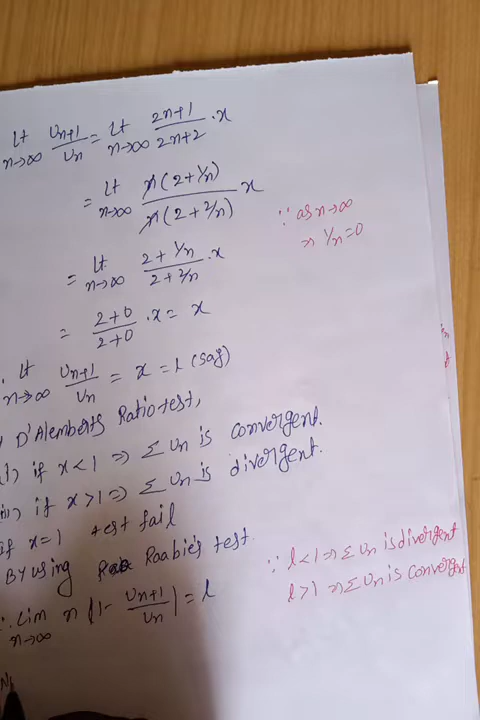 Lt n→∞ Un+1/Un = Lt n→∞ 2n+1/2n+2 · x
= Lt n→∞ n(2+1/n)/n(2+2/n) x
∵ as n→∞
⇒ 1/n=0
= Lt n→∞ 2+1/n/2+2/n · x
= 2+0/2+0 · x = x
∴ Lt n→∞ Un+1/Un = x = l (say)
D'Alembert's Ratio test,
(i) if x<1 ⇒ Σ Un is convergent.
(ii) if x>1 ⇒ Σ Un is divergent.
if x=1 test fail
By using Raabie's test.
∵ l<1 ⇒ Σ Un is divergent
l>1 ⇒ Σ Un is convergent
∴ Lim n→∞ n(1- Un+1/Un) = l